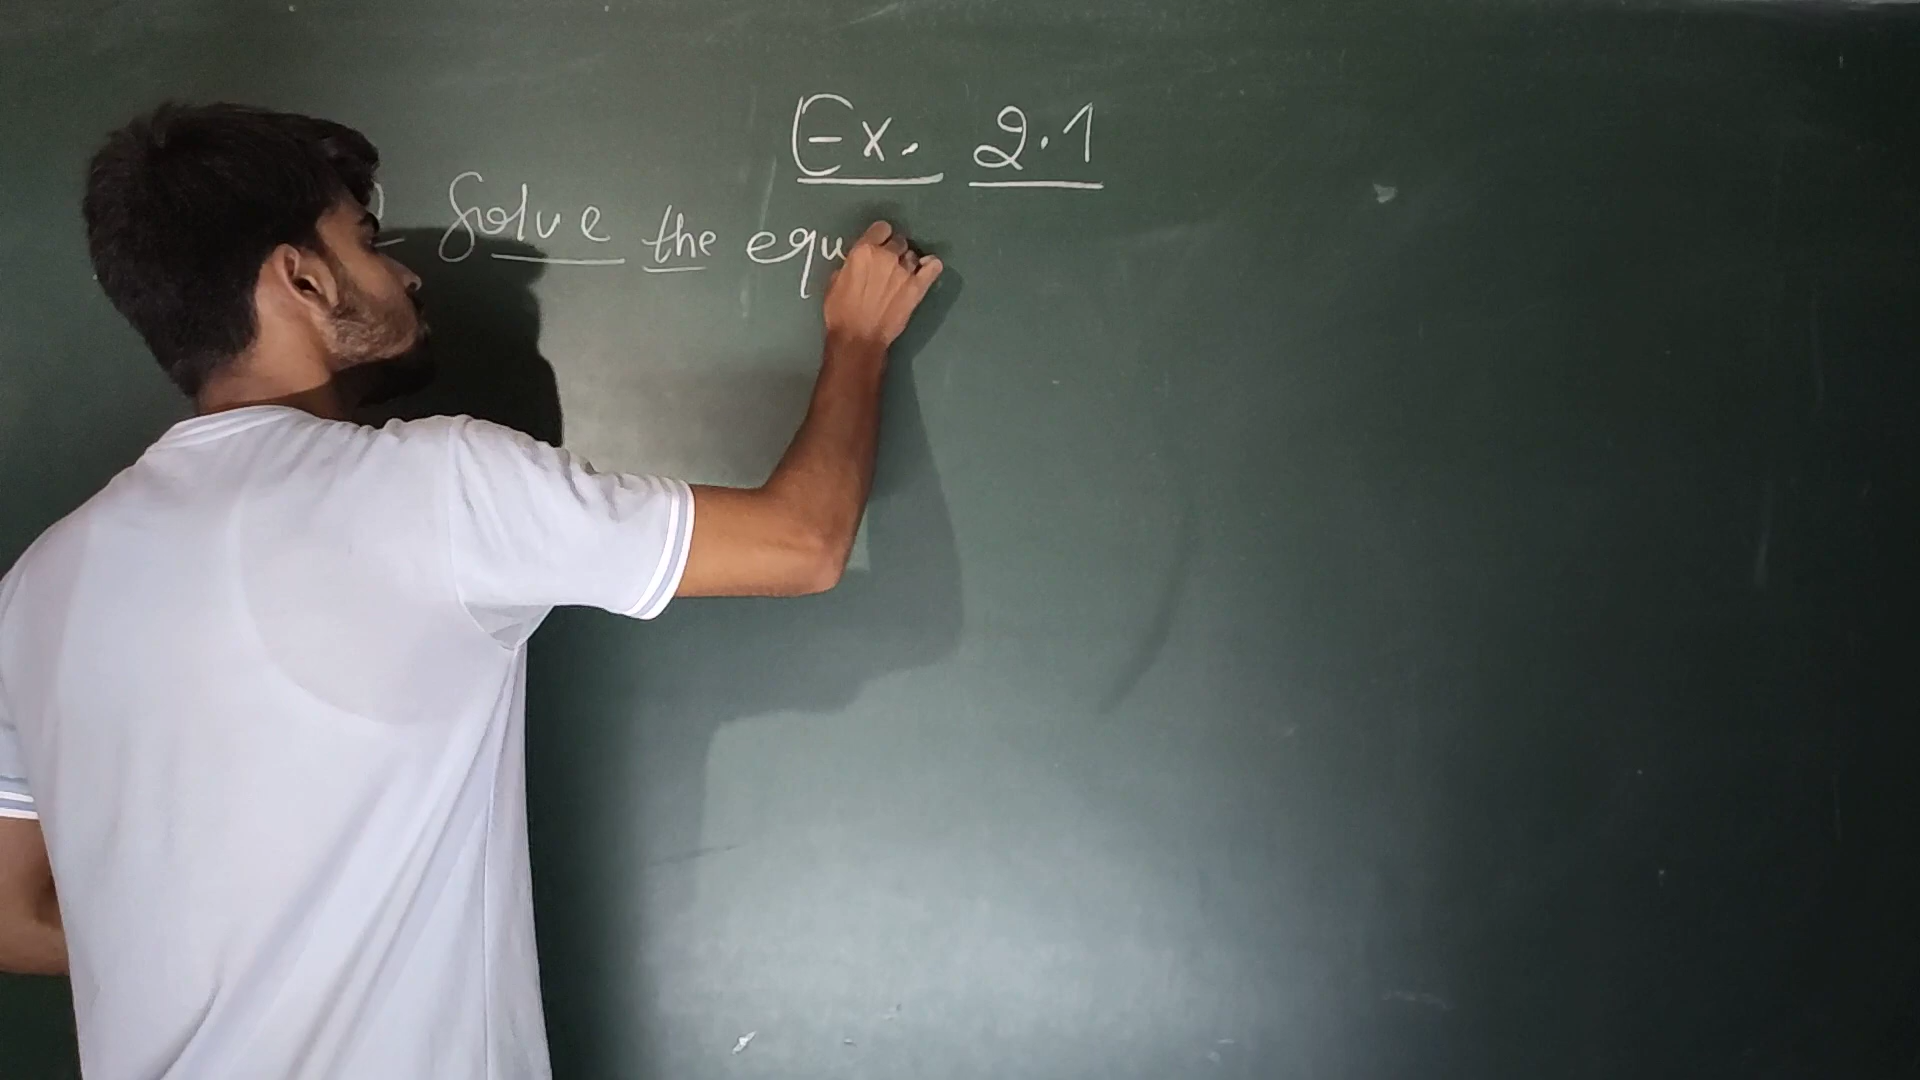 Ex. 2.1
Solve the equ